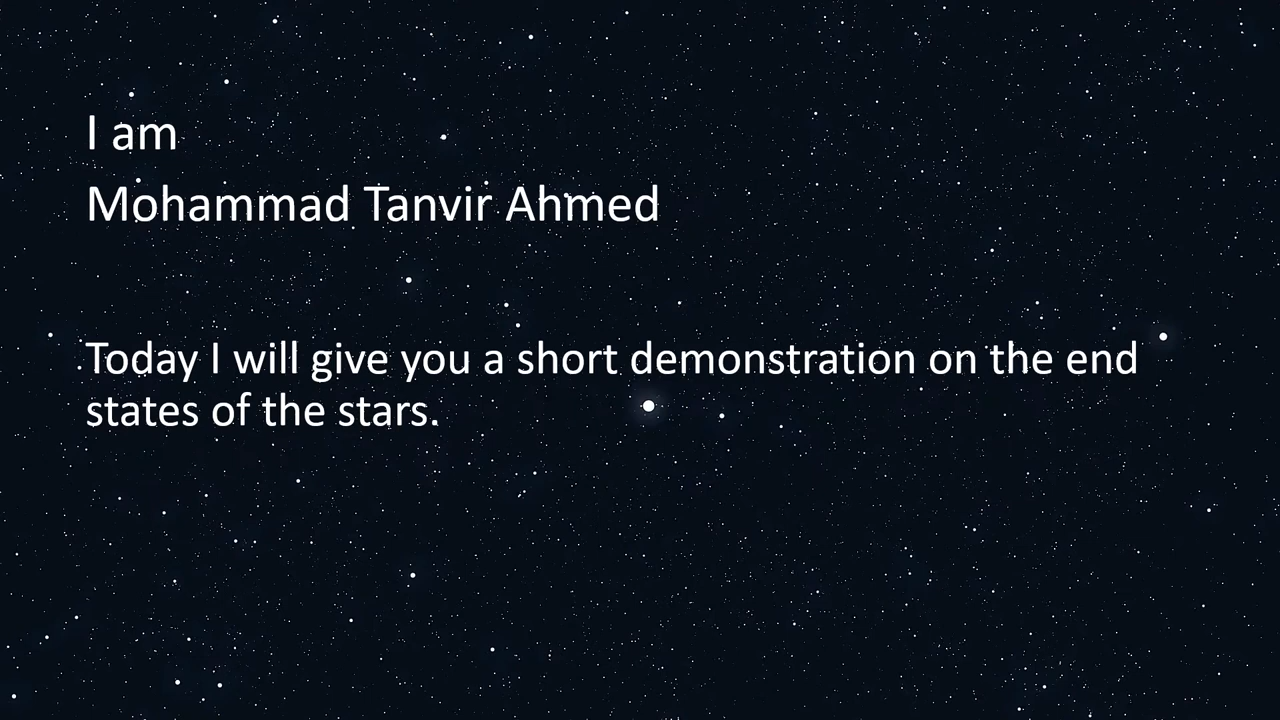 I am
Mohammad Tanvir Ahmed
Today I will give you a short demonstration on the end
states of the stars.